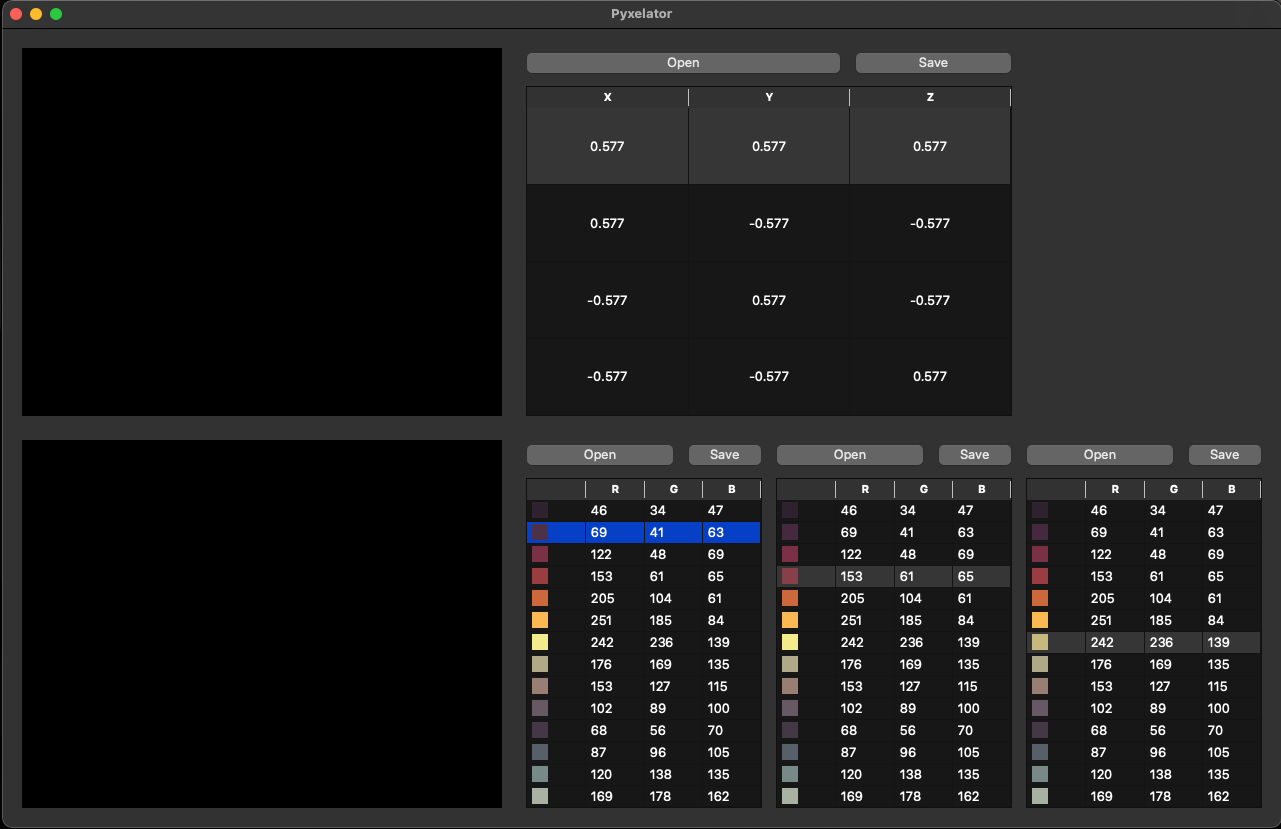 Pyxelator
Open Save
X Y Z
0.577 0.577 0.577
0.577 -0.577 -0.577
-0.577 0.577 -0.577
-0.577 -0.577 0.577
Open Save Open Save Open Save
R G B R G B R G B
46 34 47 46 34 47 46 34 47
69 41 63 69 41 63 69 41 63
122 48 69 122 48 69 122 48 69
153 61 65 153 61 65 153 61 65
205 104 61 205 104 61 205 104 61
251 185 84 251 185 84 251 185 84
242 236 139 242 236 139 242 236 139
176 169 135 176 169 135 176 169 135
153 127 115 153 127 115 153 127 115
102 89 100 102 89 100 102 89 100
68 56 70 68 56 70 68 56 70
87 96 105 87 96 105 87 96 105
120 138 135 120 138 135 120 138 135
169 178 162 169 178 162 169 178 162